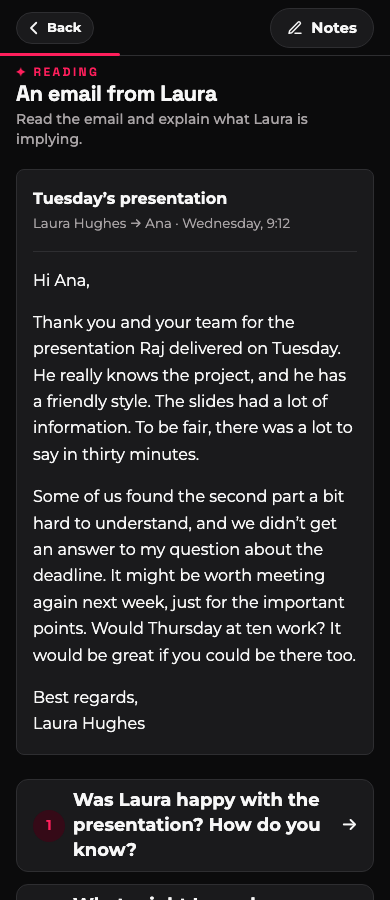 Back
Notes
✦ READING
An email from Laura
Read the email and explain what Laura is
implying.
Tuesday’s presentation
Laura Hughes → Ana · Wednesday, 9:12
Hi Ana,
Thank you and your team for the
presentation Raj delivered on Tuesday.
He really knows the project, and he has
a friendly style. The slides had a lot of
information. To be fair, there was a lot to
say in thirty minutes.
Some of us found the second part a bit
hard to understand, and we didn’t get
an answer to my question about the
deadline. It might be worth meeting
again next week, just for the important
points. Would Thursday at ten work? It
would be great if you could be there too.
Best regards,
Laura Hughes
1
Was Laura happy with the
presentation? How do you
know?
→